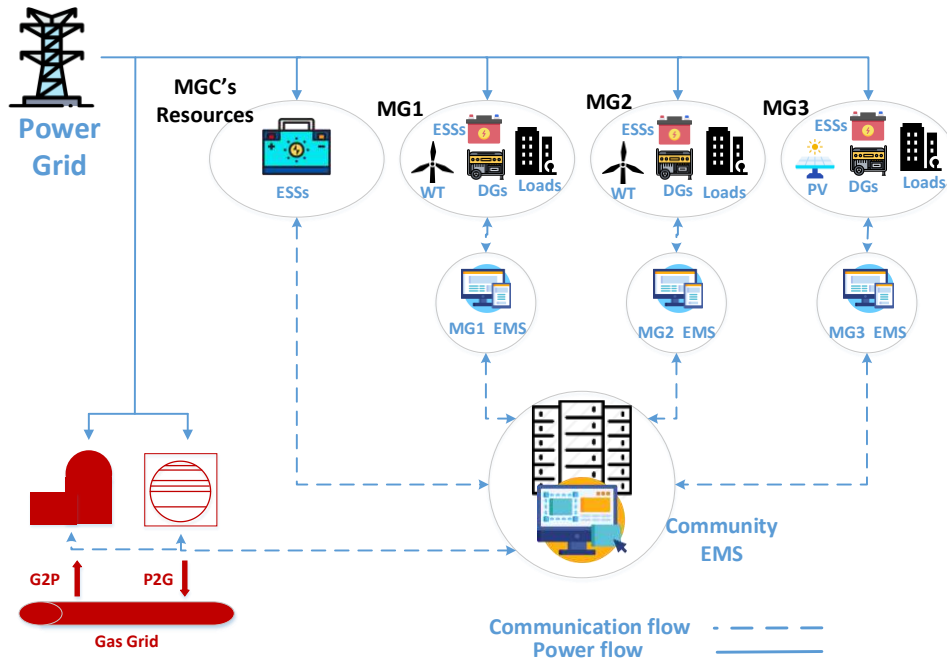 Power
Grid
MGC's
Resources
ESSs
MG1
ESSs
WT
DGs
Loads
MG2
ESSs
WT
DGs
Loads
MG3
ESSs
PV
DGs
Loads
MG1 EMS
MG2 EMS
MG3 EMS
Community
EMS
G2P
P2G
Gas Grid
Communication flow
Power flow